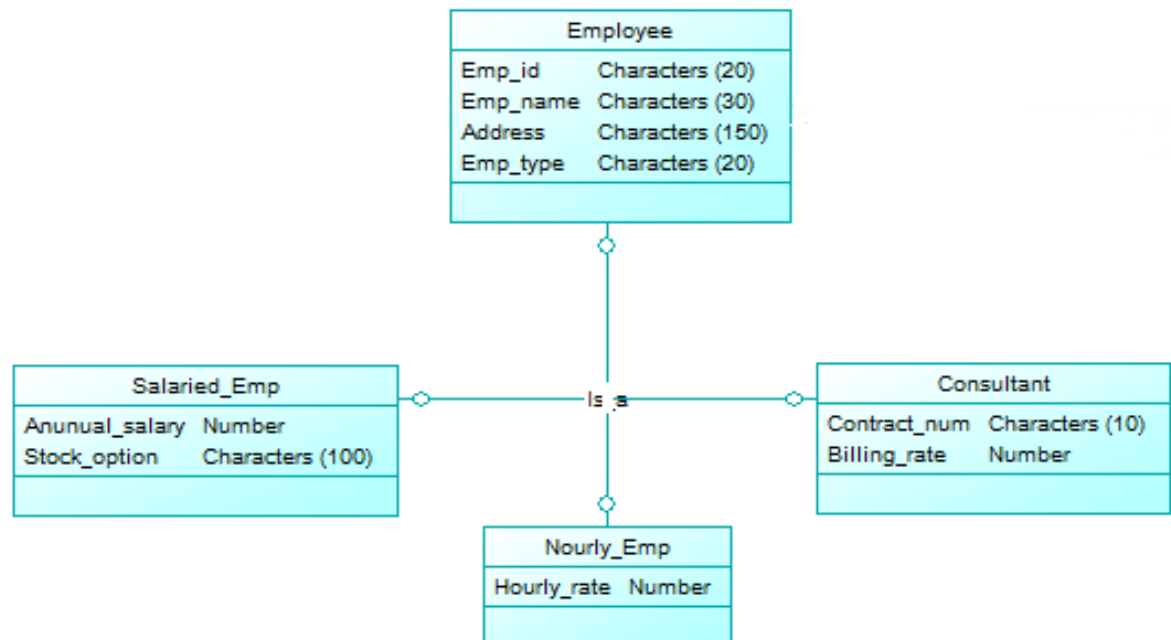 Employee
Emp_id Characters (20)
Emp_name Characters (30)
Address Characters (150)
Emp_type Characters (20)
Salaried_Emp
Anunual_salary Number
Stock_option Characters (100)
Is_a
Consultant
Contract_num Characters (10)
Billing_rate Number
Nourly_Emp
Hourly_rate Number